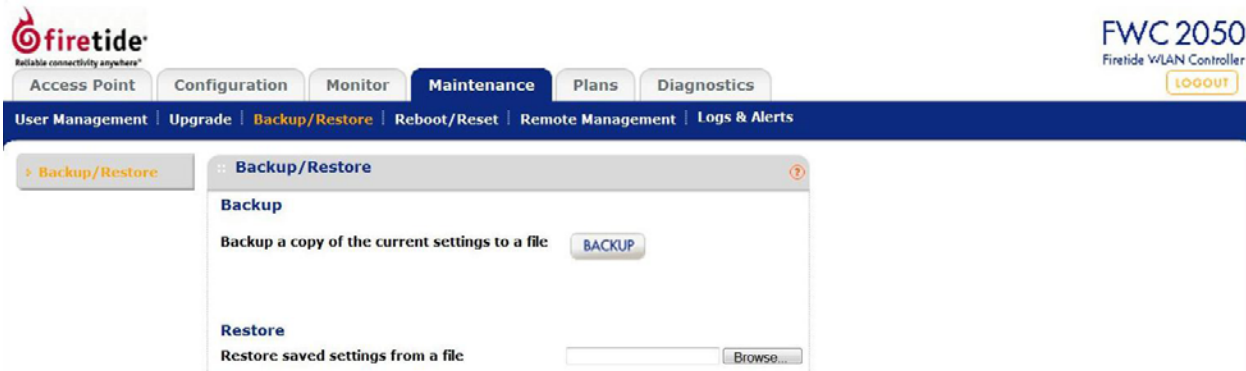 firetide
Reliable connectivity anywhere"
FWC 2050
Firetide WLAN Controller
LOGOUT
Access Point Configuration Monitor Maintenance Plans Diagnostics
User Management | Upgrade | Backup/Restore | Reboot/Reset | Remote Management | Logs & Alerts
Backup/Restore
Backup/Restore
?
Backup
Backup a copy of the current settings to a file BACKUP
Restore
Restore saved settings from a file Browse...